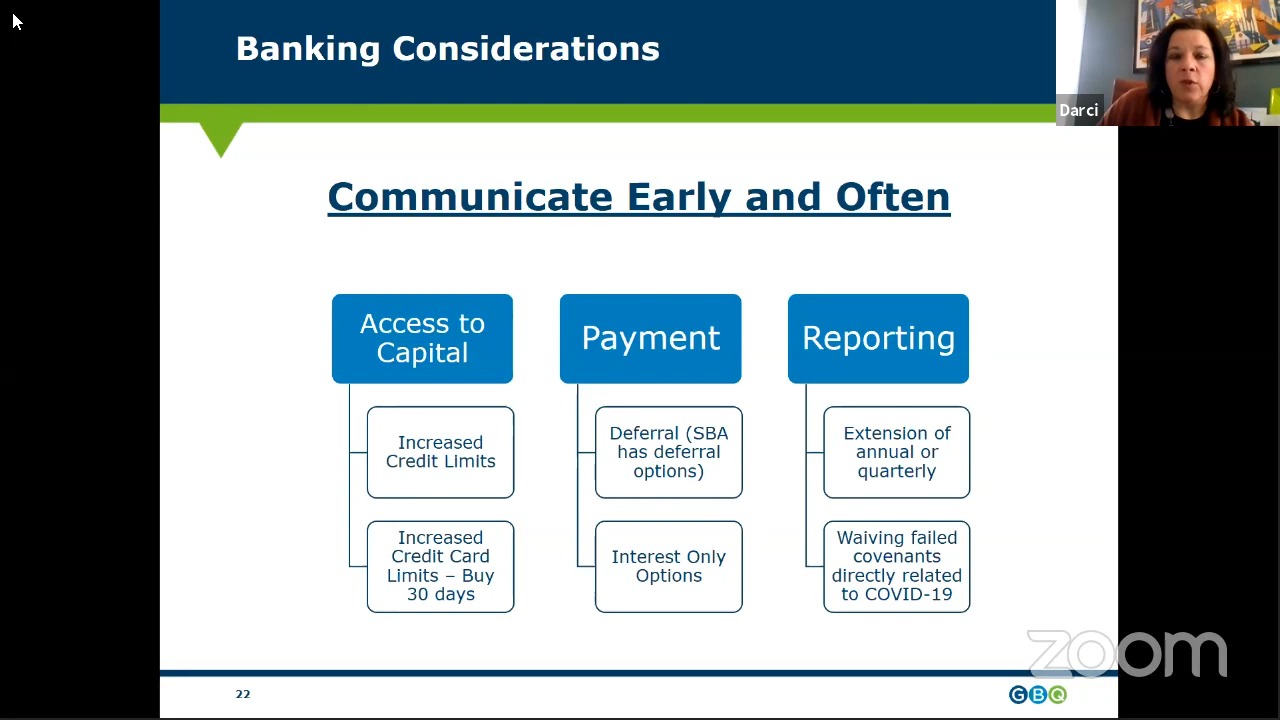 Banking Considerations
Darci
Communicate Early and Often
Access to
Capital
Increased
Credit Limits
Increased
Credit Card
Limits – Buy
30 days
Payment
Deferral (SBA
has deferral
options)
Interest Only
Options
Reporting
Extension of
annual or
quarterly
Waiving failed
covenants
directly related
to COVID-19
zoom
22
GBQ